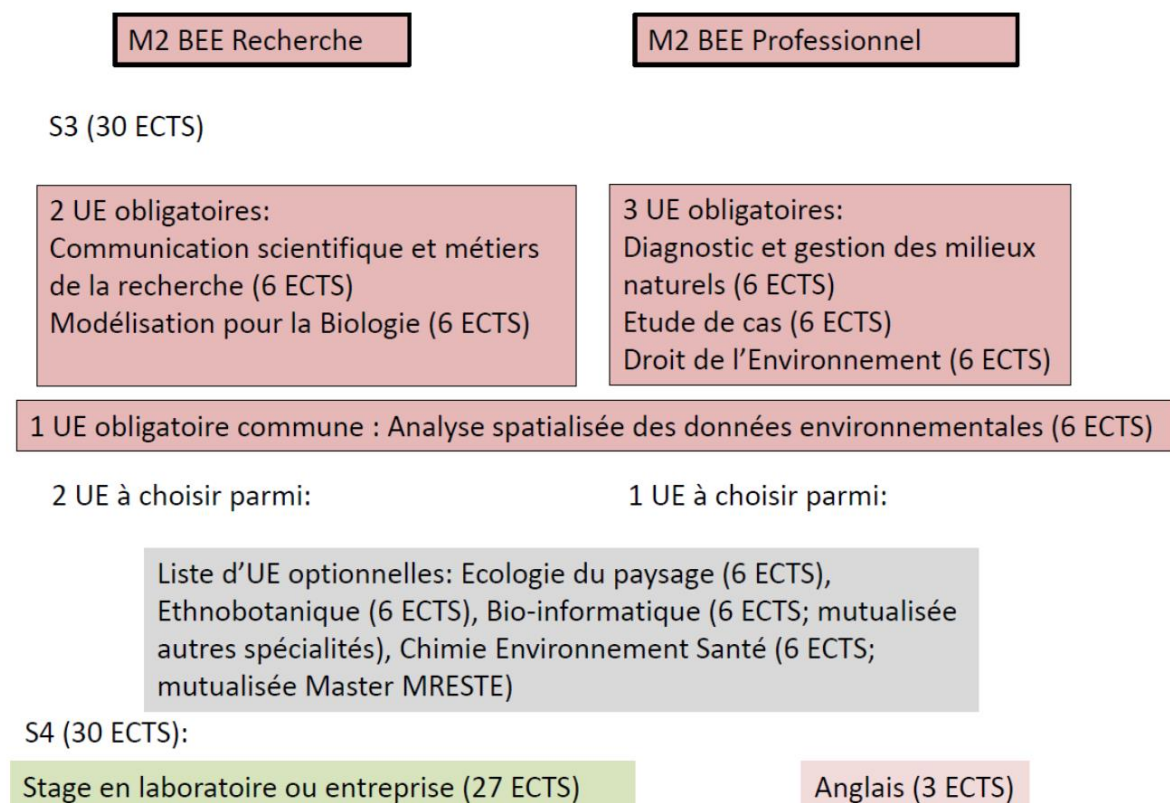 M2 BEE Recherche
M2 BEE Professionnel
S3 (30 ECTS)
2 UE obligatoires:
Communication scientifique et métiers
de la recherche (6 ECTS)
Modélisation pour la Biologie (6 ECTS)
3 UE obligatoires:
Diagnostic et gestion des milieux
naturels (6 ECTS)
Etude de cas (6 ECTS)
Droit de l’Environnement (6 ECTS)
1 UE obligatoire commune : Analyse spatialisée des données environmentales (6 ECTS)
2 UE à choisir parmi:
1 UE à choisir parmi:
Liste d’UE optionnelles: Ecologie du paysage (6 ECTS),
Ethnobotanique (6 ECTS), Bio-informatique (6 ECTS; mutualisée
autres spécialités), Chimie Environnement Santé (6 ECTS;
mutualisée Master MRESTE)
S4 (30 ECTS):
Stage en laboratoire ou entreprise (27 ECTS)
Anglais (3 ECTS)